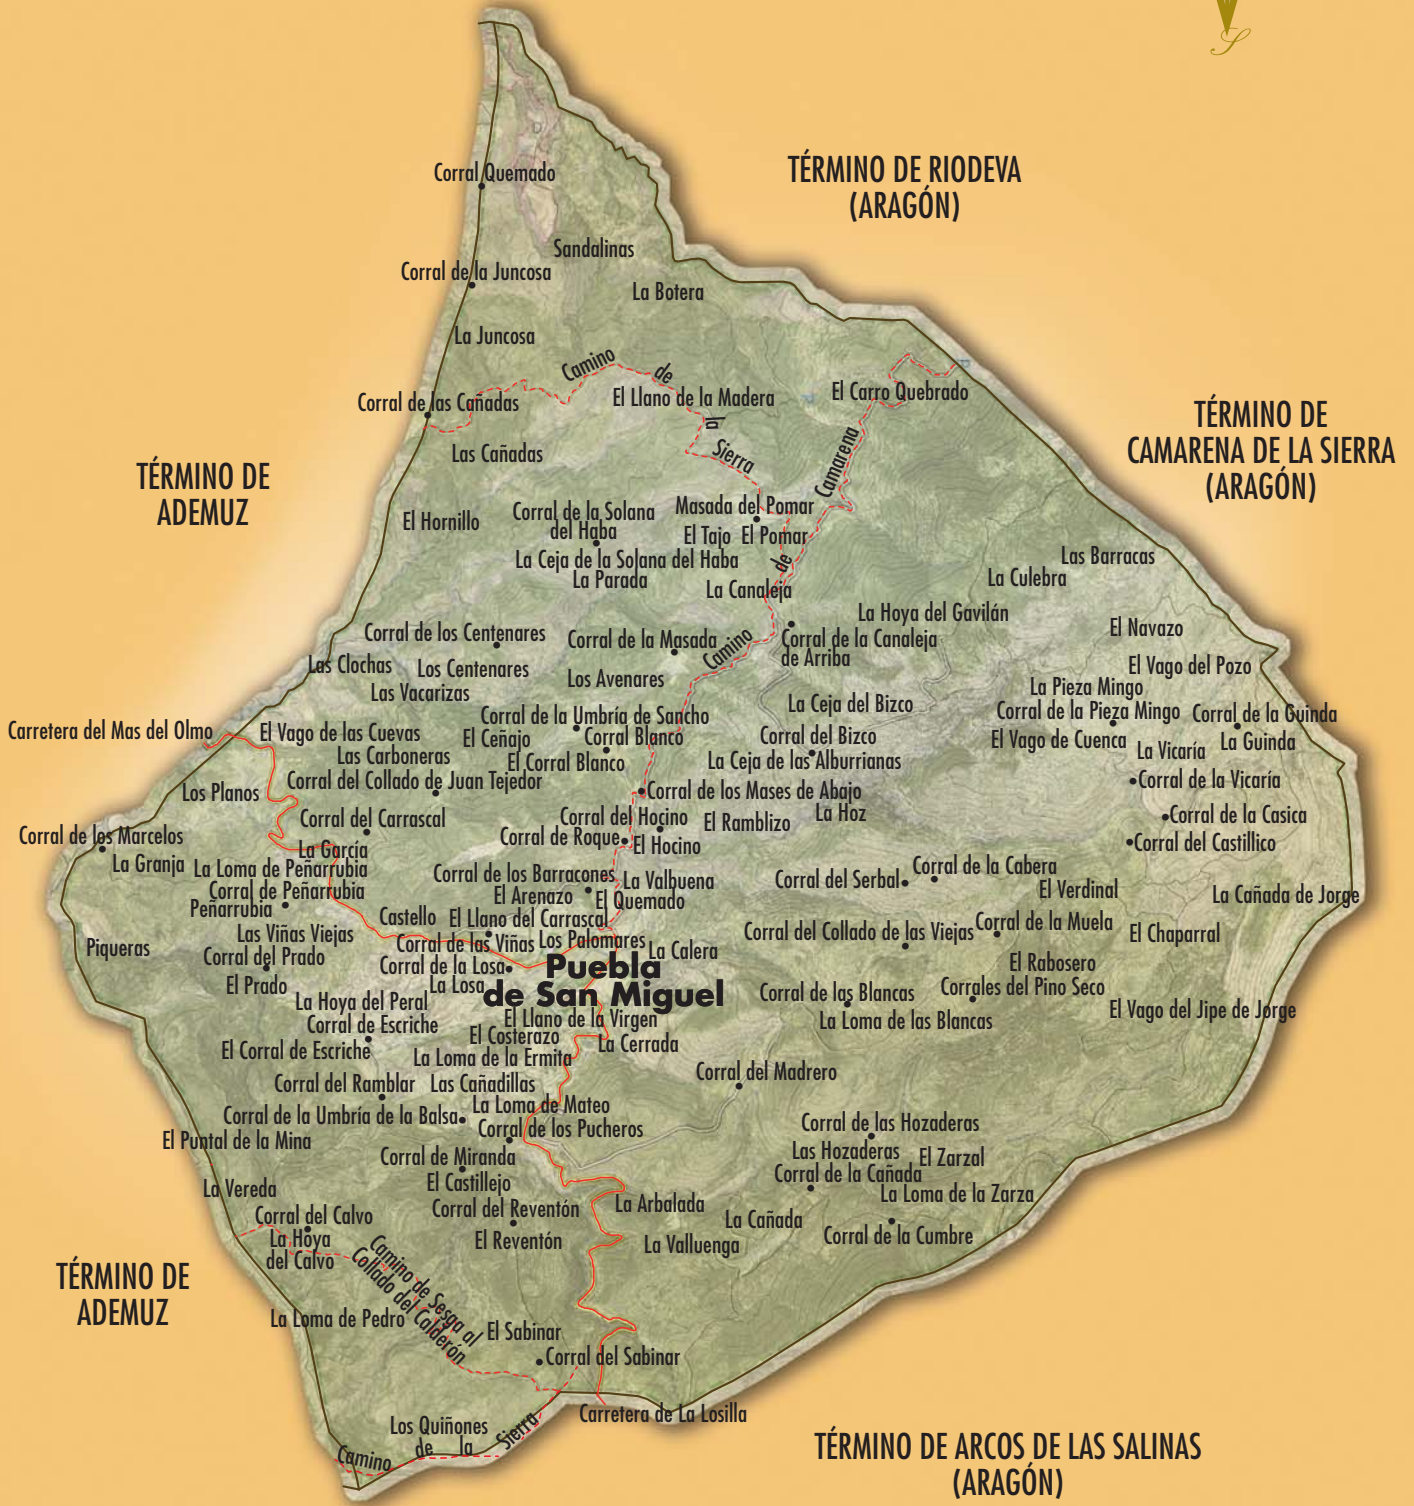 S
TÉRMINO DE RIODEVA
(ARAGÓN)
Corral Quemado
Sandalinas
Corral de la Juncosa
La Botera
La Juncosa
Camino de la Sierra
El Carro Quebrado
El Llano de la Madera
Corral de las Cañadas
TÉRMINO DE
CAMARENA DE LA SIERRA
(ARAGÓN)
Las Cañadas
TÉRMINO DE
ADEMUZ
Camino de Camarena
El Hornillo
Corral de la Solana
del Haba
Masada del Pomar
El Tajo
El Pomar
La Ceja de la Solana del Haba
La Parada
La Canaleja
Las Barracas
La Culebra
La Hoya del Gavilán
El Navazo
Corral de los Centenares
Corral de la Masada
Corral de la Canaleja
de Arriba
Las Clochas
Los Centenares
El Vago del Pozo
Los Avenares
Las Vacarizas
La Pieza Mingo
La Ceja del Bizco
Corral de la Pieza Mingo
Corral de la Guinda
Corral de la Umbría de Sancho
Carretera del Mas del Olmo
El Vago de las Cuevas
El Ceñajo
Corral Blanco
Corral del Bizco
El Vago de Cuenca
La Guinda
La Vicaría
Las Carboneras
El Corral Blanco
La Ceja de las Alburrianas
Corral del Collado de Juan Tejedor
Corral de la Vicaría
Los Planos
Corral de los Mases de Abajo
Corral del Carrascal
Corral del Hocino
El Ramblizo
La Hoz
Corral de la Casica
Corral de los Marcelos
Corral de Roque
El Hocino
Corral del Castillico
La García
La Granja
La Loma de Peñarrubia
Corral de los Barracones
La Valbuena
Corral del Serbal
Corral de la Cabera
Corral de Peñarrubia
El Arenazo
El Quemado
El Verdinal
La Cañada de Jorge
Peñarrubia
Castello
El Llano del Carrascal
Corral de la Muela
Las Viñas Viejas
Corral de las Viñas
Los Palomares
Corral del Collado de las Viejas
El Chaparral
Piqueras
Corral del Prado
La Calera
Corral de la Losa
Puebla
de San Miguel
El Rabosero
El Prado
La Losa
Corral de las Blancas
Corrales del Pino Seco
La Hoya del Peral
El Vago del Jipe de Jorge
Corral de Escriche
El Llano de la Virgen
La Loma de las Blancas
El Costerazo
La Cerrada
El Corral de Escriche
La Loma de la Ermita
Corral del Madrero
Corral del Ramblar
Las Cañadillas
La Loma de Mateo
Corral de la Umbría de la Balsa
Corral de los Pucheros
Corral de las Hozaderas
El Puntal de la Mina
Las Hozaderas
El Zarzal
Corral de Miranda
Corral de la Cañada
El Castillejo
La Vereda
La Loma de la Zarza
Corral del Reventón
La Arbalada
Corral del Calvo
La Cañada
La Hoya
del Calvo
El Reventón
La Valluenga
Corral de la Cumbre
TÉRMINO DE
ADEMUZ
Camino de Sesga al
Collado del Calderón
La Loma de Pedro
El Sabinar
Corral del Sabinar
Carretera de La Losilla
Los Quiñones
Camino de la Sierra
TÉRMINO DE ARCOS DE LAS SALINAS
(ARAGÓN)